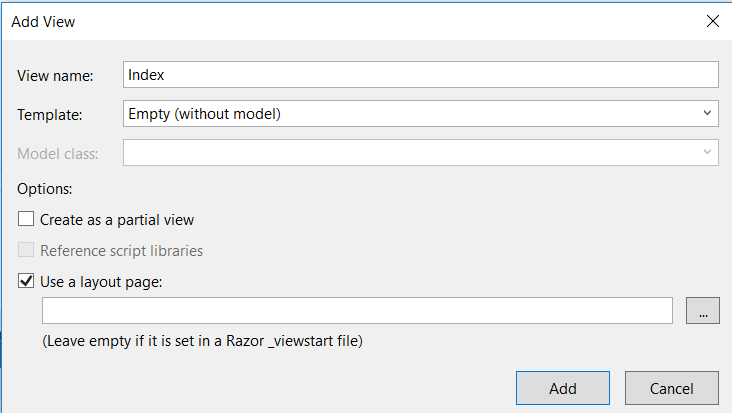 Add View
View name: Index
Template: Empty (without model)
Model class:
Options:
Create as a partial view
Reference script libraries
Use a layout page:
...
(Leave empty if it is set in a Razor _viewstart file)
Add Cancel